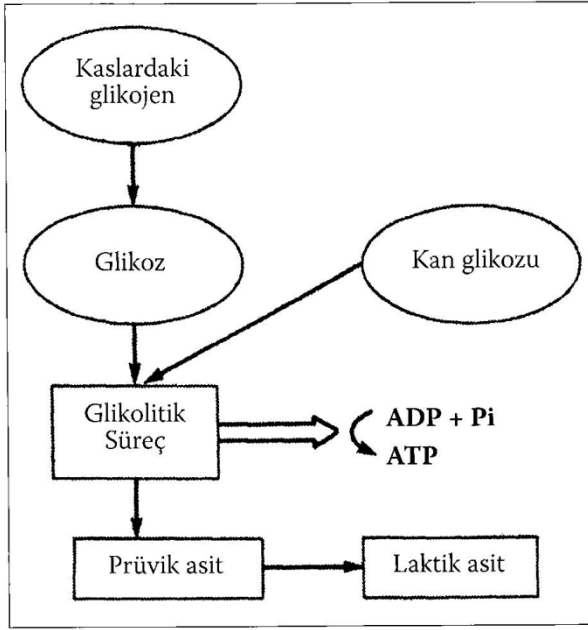 Kaslardaki
glikojen
Glikoz
Kan glikozu
Glikolitik
Süreç
ADP + Pi
ATP
Prüvik asit
Laktik asit